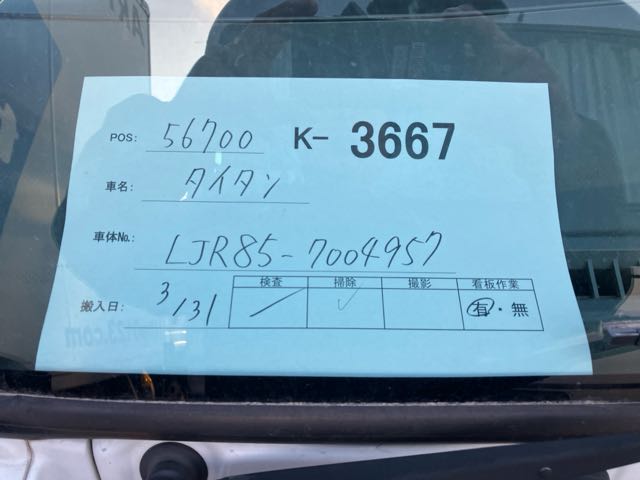 POS: 56700 K- 3667
車名: タイタン
車体No.: LJR85-7004957
搬入日: 3/31
検査 掃除 撮影 看板作業
有・無